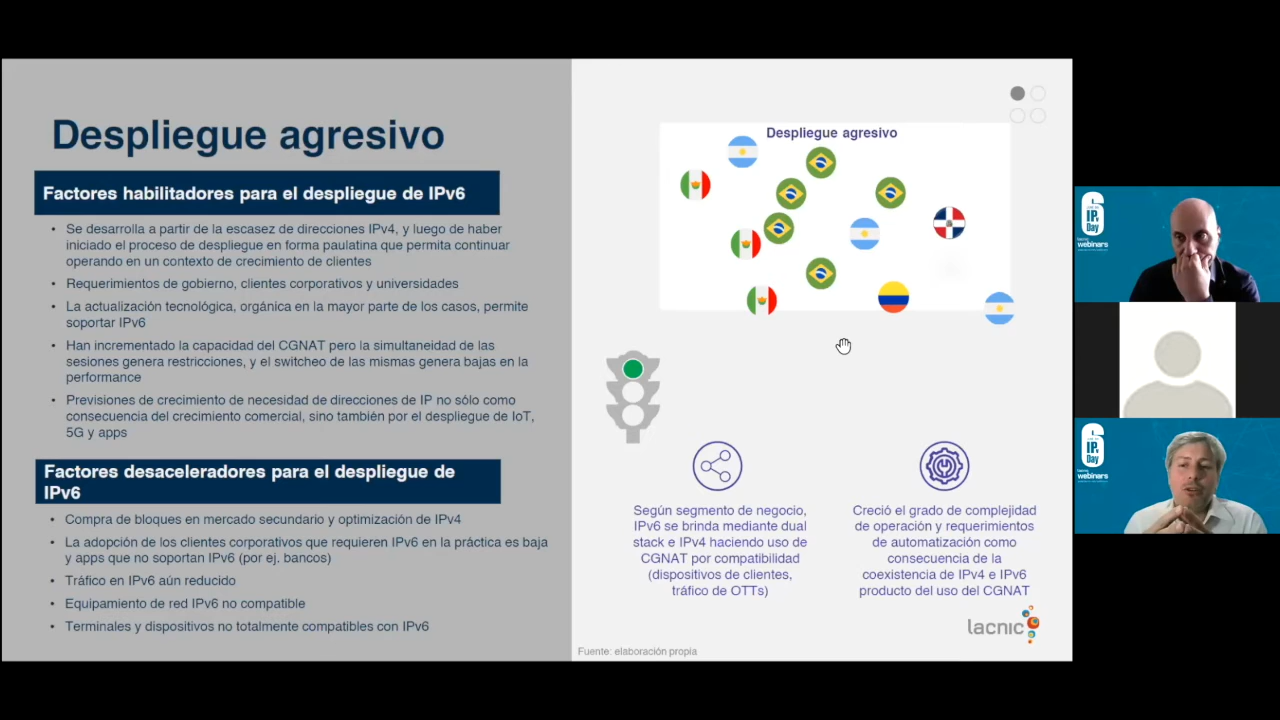 Despliegue agresivo
Factores habilitadores para el despliegue de IPv6
• Se desarrolla a partir de la escasez de direcciones IPv4, y luego de haber
iniciado el proceso de despliegue en forma paulatina que permita continuar
operando en un contexto de crecimiento de clientes
• Requerimientos de gobierno, clientes corporativos y universidades
• La actualización tecnológica, orgánica en la mayor parte de los casos, permite
soportar IPv6
• Han incrementado la capacidad del CGNAT pero la simultaneidad de las
sesiones genera restricciones, y el switcheo de las mismas genera bajas en la
performance
• Previsiones de crecimiento de necesidad de direcciones de IP no sólo como
consecuencia del crecimiento comercial, sino también por el despliegue de IoT,
5G y apps
Factores desaceleradores para el despliegue de
IPv6
• Compra de bloques en mercado secundario y optimización de IPv4
• La adopción de los clientes corporativos que requieren IPv6 en la práctica es baja
y apps que no soportan IPv6 (por ej. bancos)
• Tráfico en IPv6 aún reducido
• Equipamiento de red IPv6 no compatible
• Terminales y dispositivos no totalmente compatibles con IPv6
Despliegue agresivo
Según segmento de negocio,
IPv6 se brinda mediante dual
stack e IPv4 haciendo uso de
CGNAT por compatibilidad
(dispositivos de clientes,
tráfico de OTTs)
Creció el grado de complejidad
de operación y requerimientos
de automatización como
consecuencia de la
coexistencia de IPv4 e IPv6
producto del uso del CGNAT
lacnic
Fuente: elaboración propia
6
IPv6
Day
lacnic
webinars
6
IPv6
Day
lacnic
webinars